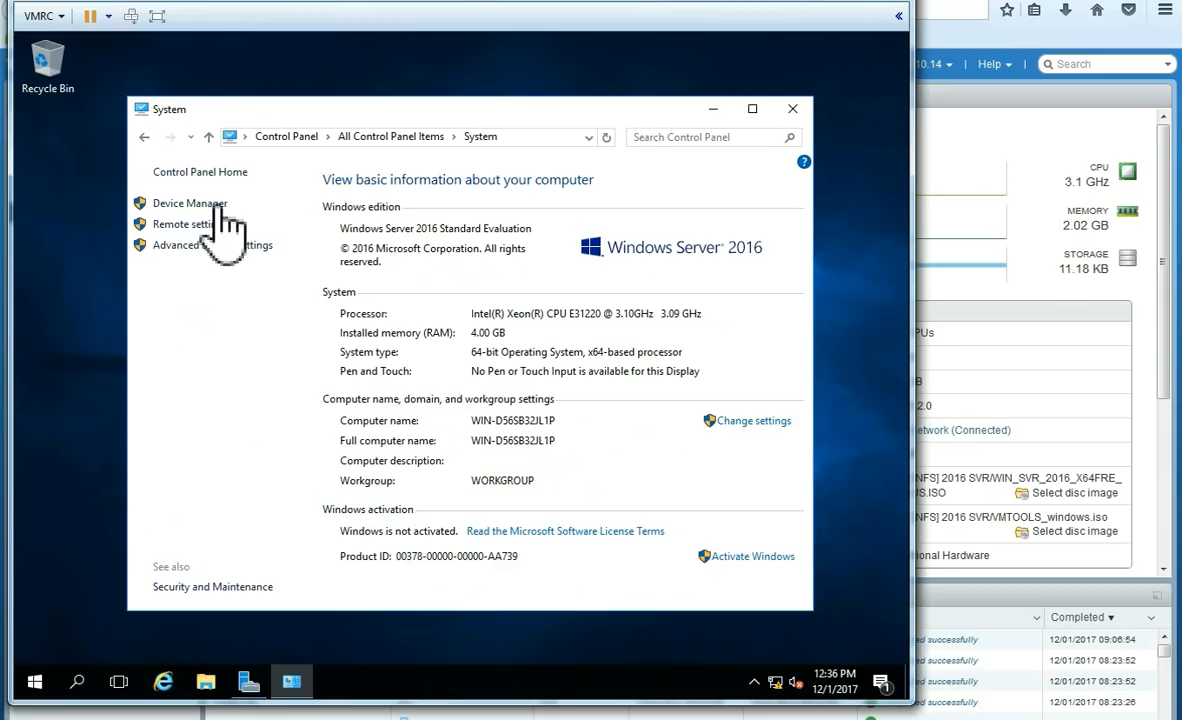 VMRC
Recycle Bin
System
Control Panel
All Control Panel Items
System
Search Control Panel
Control Panel Home
Device Manager
Remote
Advanced
View basic information about your computer
Windows edition
Windows Server 2016 Standard Evaluation
© 2016 Microsoft Corporation. All rights
reserved.
Windows Server® 2016
System
Processor: Intel(R) Xeon(R) CPU E31220 @ 3.10GHz 3.09 GHz
Installed memory (RAM): 4.00 GB
System type: 64-bit Operating System, x64-based processor
Pen and Touch: No Pen or Touch Input is available for this Display
Computer name, domain, and workgroup settings
Computer name: WIN-D56SB32JL1P
Change settings
Full computer name: WIN-D56SB32JL1P
Computer description:
Workgroup: WORKGROUP
Windows activation
Windows is not activated. Read the Microsoft Software License Terms
Product ID: 00378-00000-00000-AA739
Activate Windows
See also
Security and Maintenance
12:36 PM
12/1/2017
1
10.14
Help
Search
CPU
3.1 GHz
MEMORY
2.02 GB
STORAGE
11.18 KB
PUs
B
2.0
etwork (Connected)
NFS] 2016 SVR/WIN_SVR_2016_X64FRE_
S.ISO
Select disc image
NFS] 2016 SVR/VMTOOLS_windows.iso
Select disc image
onal Hardware
Completed
ed successfully 12/01/2017 09:06:54
ed successfully 12/01/2017 08:23:52
ed successfully 12/01/2017 08:23:52
ed successfully 12/01/2017 08:23:26